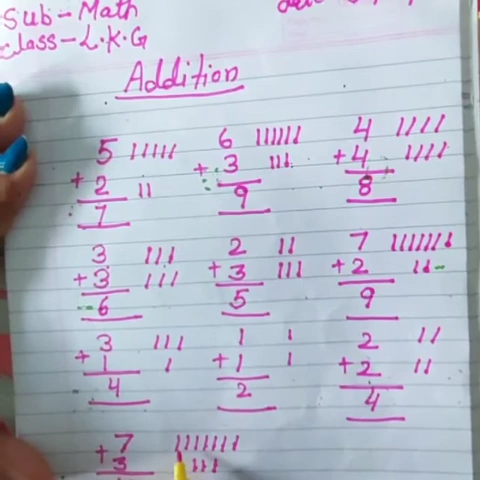 Sub - Math
Class - L.K.G
Addition
5 6 4
+ 2 + 3 + 4
7 9 8
3 2 7
+ 3 + 3 + 2
6 5 9
3 1 2
+ 1 + 1 + 2
4 2 4
7
+ 3